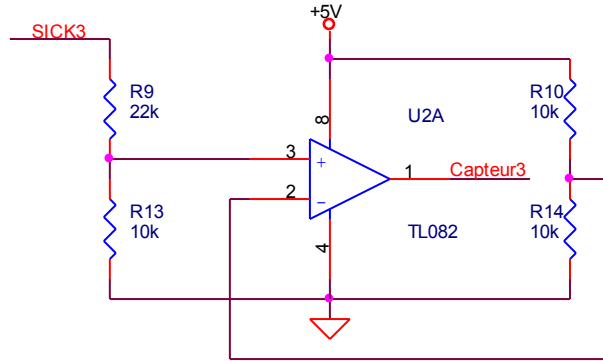 +5V
SICK3
R9
22k
R10
10k
U2A
8
3
+
1
Capteur3
2
-
R13
10k
R14
10k
TL082
4